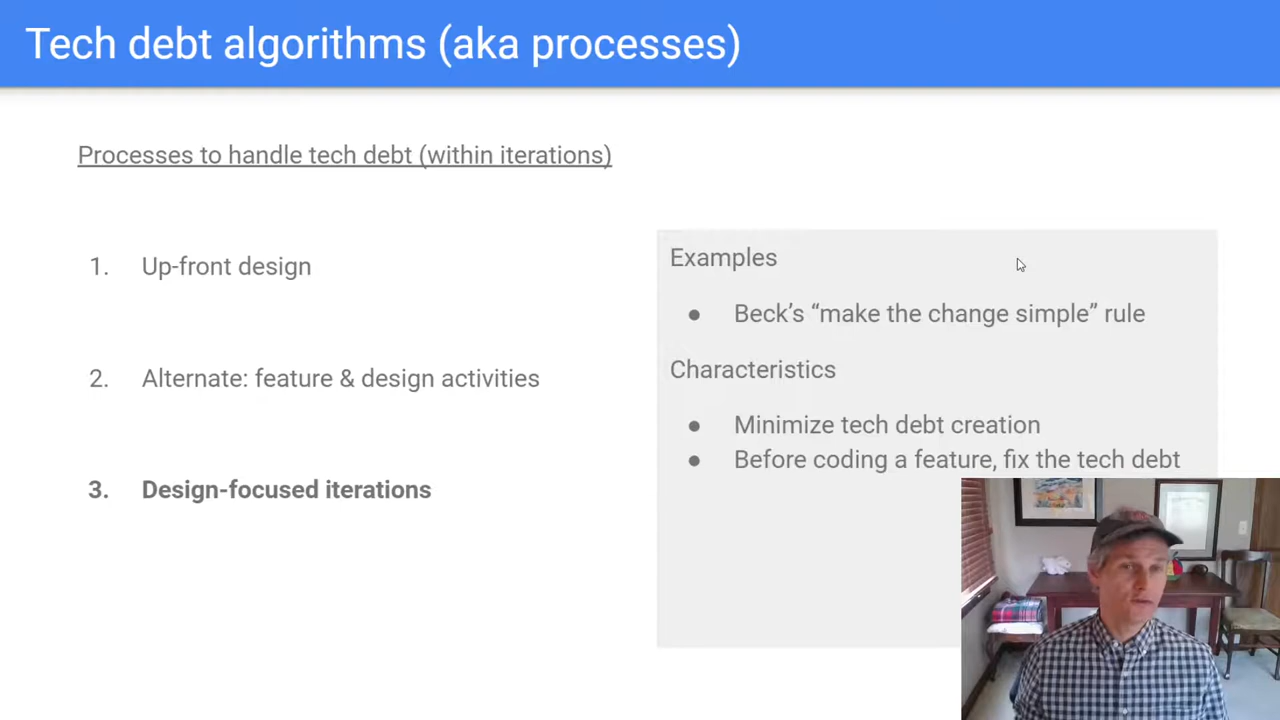 Tech debt algorithms (aka processes)
Processes to handle tech debt (within iterations)
1. Up-front design
2. Alternate: feature & design activities
3. Design-focused iterations
Examples
● Beck’s “make the change simple” rule
Characteristics
● Minimize tech debt creation
● Before coding a feature, fix the tech debt